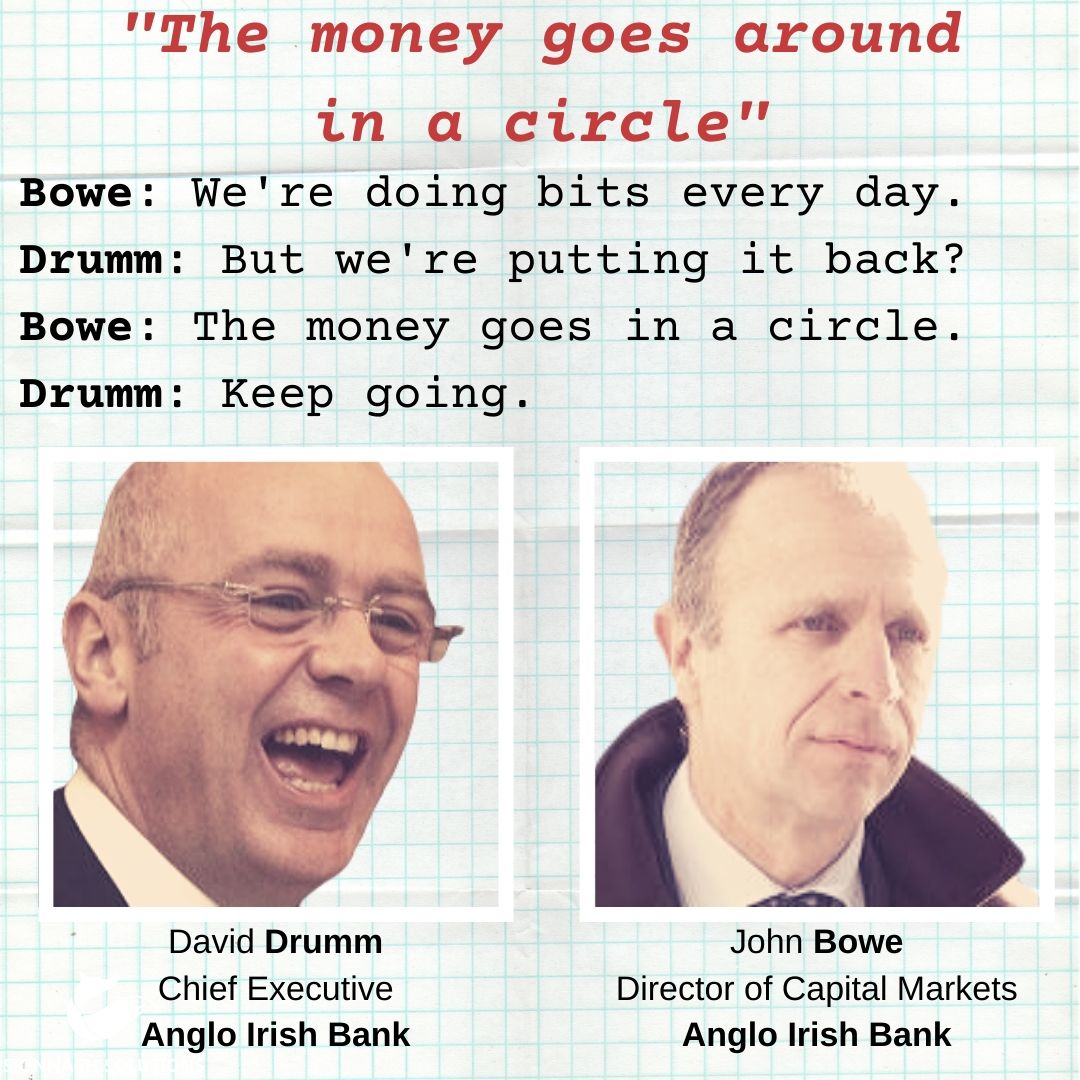 "The money goes around
in a circle"
Bowe: We're doing bits every day.
Drumm: But we're putting it back?
Bowe: The money goes in a circle.
Drumm: Keep going.
David Drumm
Chief Executive
Anglo Irish Bank
John Bowe
Director of Capital Markets
Anglo Irish Bank